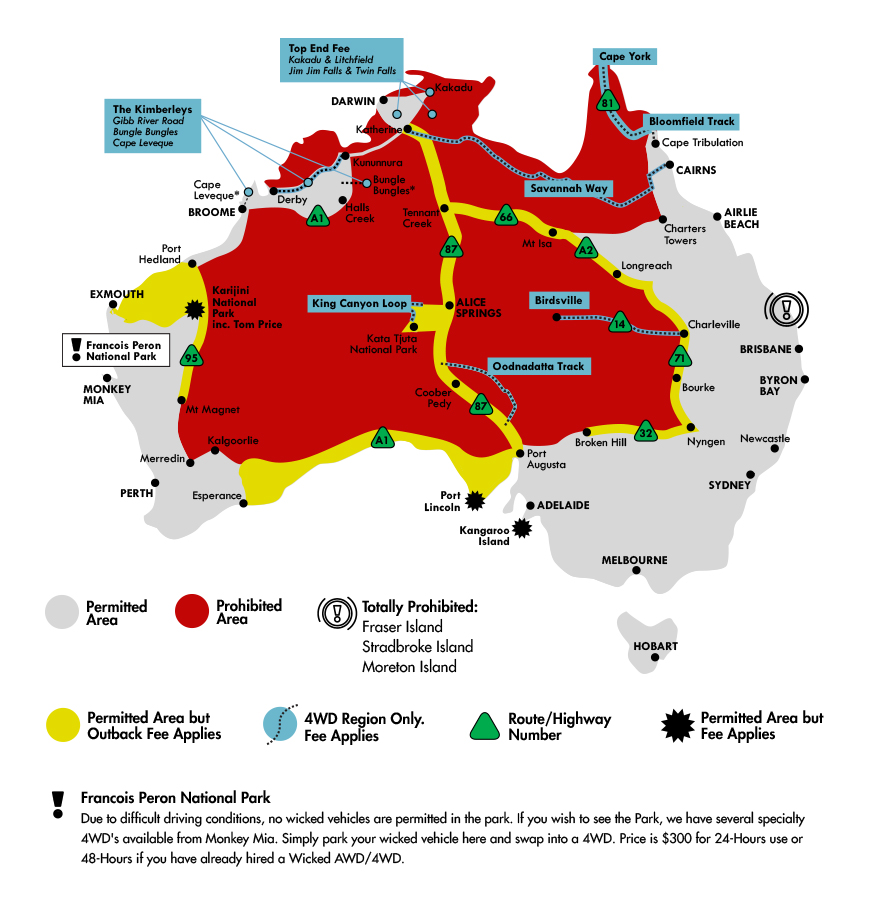 Top End Fee
Kakadu & Litchfield
Jim Jim Falls & Twin Falls
Cape York
81
Kakadu
DARWIN
The Kimberleys
Gibb River Road
Bungle Bungles
Cape Leveque
Bloomfield Track
Katherine
Cape Tribulation
Kununurra
CAIRNS
Cape
Leveque*
Bungle
Bungles*
Derby
Savannah Way
BROOME
Halls
Creek
A1
Tennant
Creek
66
AIRLIE
BEACH
Charters
Towers
Port
Hedland
87
Mt Isa
A2
Longreach
EXMOUTH
Karijini
National
Park
inc. Tom Price
King Canyon Loop
ALICE
SPRINGS
Birdsville
14
Charleville
Kata Tjuta
National Park
Francois Peron
National Park
95
71
BRISBANE
MONKEY
MIA
Oodnadatta Track
Coober
Pedy
87
Bourke
BYRON
BAY
Mt Magnet
Kalgoorlie
A1
32
Broken Hill
Nyngen
Newcastle
Merredin
Port
Augusta
PERTH
Esperance
SYDNEY
Port
Lincoln
ADELAIDE
Kangaroo
Island
MELBOURNE
Permitted
Area
Prohibited
Area
Totally Prohibited:
Fraser Island
Stradbroke Island
Moreton Island
HOBART
Permitted Area but
Outback Fee Applies
4WD Region Only.
Fee Applies
Route/Highway
Number
Permitted Area but
Fee Applies
Francois Peron National Park
Due to difficult driving conditions, no wicked vehicles are permitted in the park. If you wish to see the Park, we have several specialty
4WD's available from Monkey Mia. Simply park your wicked vehicle here and swap into a 4WD. Price is $300 for 24-Hours use or
48-Hours if you have already hired a Wicked AWD/4WD.